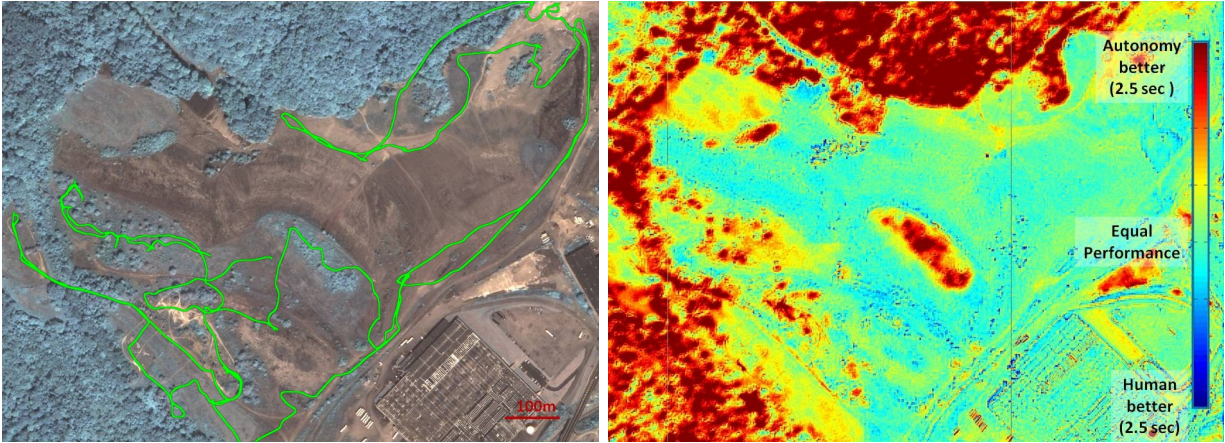 100m
Autonomy
better
(2.5 sec )
Equal
Performance
Human
better
(2.5 sec)